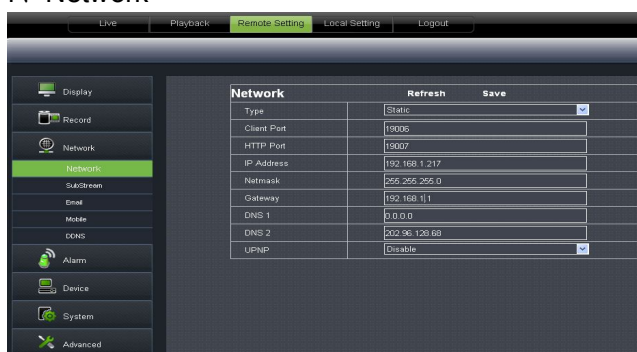 Network
Live Playback Remote Setting Local Setting Logout
Display
Record
Network
Network
SubStream
Email
Mobile
DDNS
Alarm
Device
System
Advanced
Network Refresh Save
Type Static
Client Port 19006
HTTP Port 19007
IP Address 192.168.1.217
Netmask 255.255.255.0
Gateway 192.168.1.1
DNS 1 0.0.0.0
DNS 2 202.96.128.68
UPNP Disable